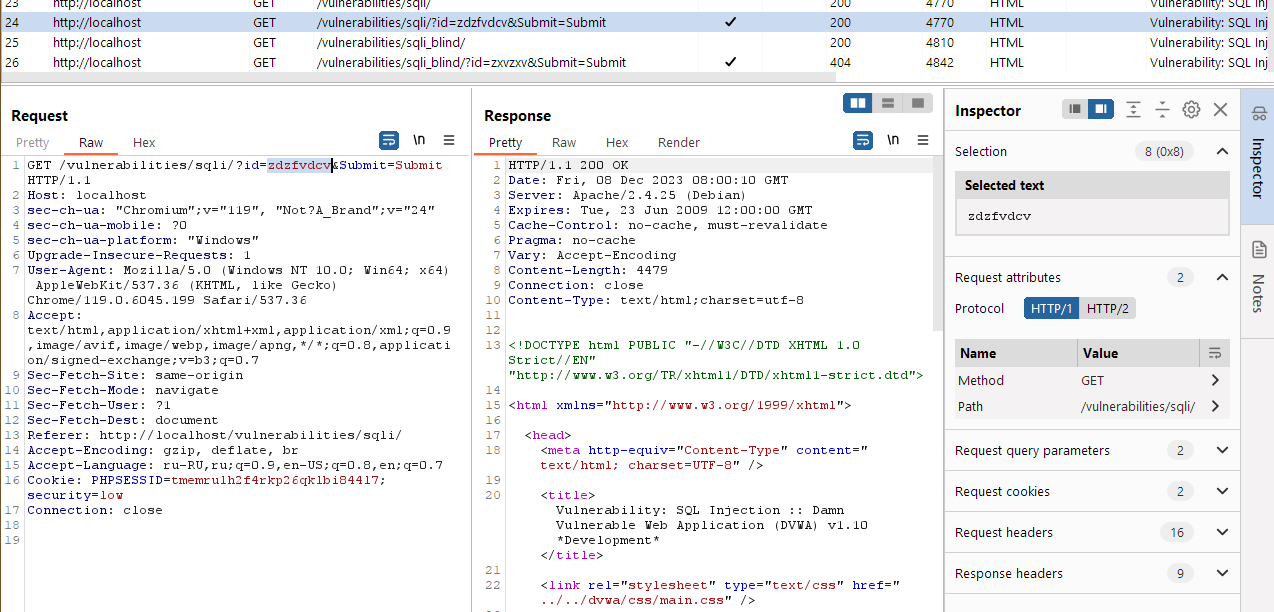 23 http://localhost GET /vulnerabilities/sqli/ 200 4770 HTML Vulnerability: SQL Inj
24 http://localhost GET /vulnerabilities/sqli/?id=zdzfvdcv&Submit=Submit ✓ 200 4770 HTML Vulnerability: SQL Inj
25 http://localhost GET /vulnerabilities/sqli_blind/ 200 4810 HTML Vulnerability: SQL Inj
26 http://localhost GET /vulnerabilities/sqli_blind/?id=zxvzxv&Submit=Submit ✓ 404 4842 HTML Vulnerability: SQL Inj
Request
Pretty Raw Hex \n
1 GET /vulnerabilities/sqli/?id=zdzfvdcv&Submit=Submit
HTTP/1.1
2 Host: localhost
3 sec-ch-ua: "Chromium";v="119", "Not?A_Brand";v="24"
4 sec-ch-ua-mobile: ?0
5 sec-ch-ua-platform: "Windows"
6 Upgrade-Insecure-Requests: 1
7 User-Agent: Mozilla/5.0 (Windows NT 10.0; Win64; x64)
AppleWebKit/537.36 (KHTML, like Gecko)
Chrome/119.0.6045.199 Safari/537.36
8 Accept:
text/html,application/xhtml+xml,application/xml;q=0.9
,image/avif,image/webp,image/apng,*/*;q=0.8,applicati
on/signed-exchange;v=b3;q=0.7
9 Sec-Fetch-Site: same-origin
10 Sec-Fetch-Mode: navigate
11 Sec-Fetch-User: ?1
12 Sec-Fetch-Dest: document
13 Referer: http://localhost/vulnerabilities/sqli/
14 Accept-Encoding: gzip, deflate, br
15 Accept-Language: ru-RU,ru;q=0.9,en-US;q=0.8,en;q=0.7
16 Cookie: PHPSESSID=tmemru1h2f4rkp26qklbi84417;
security=low
17 Connection: close
18
19
Response
Pretty Raw Hex Render \n
1 HTTP/1.1 200 OK
2 Date: Fri, 08 Dec 2023 08:00:10 GMT
3 Server: Apache/2.4.25 (Debian)
4 Expires: Tue, 23 Jun 2009 12:00:00 GMT
5 Cache-Control: no-cache, must-revalidate
6 Pragma: no-cache
7 Vary: Accept-Encoding
8 Content-Length: 4479
9 Connection: close
10 Content-Type: text/html;charset=utf-8
11
12
13 <!DOCTYPE html PUBLIC "-//W3C//DTD XHTML 1.0
Strict//EN"
"http://www.w3.org/TR/xhtml1/DTD/xhtml1-strict.dtd">
14
15 <html xmlns="http://www.w3.org/1999/xhtml">
16
17 <head>
18 <meta http-equiv="Content-Type" content="
text/html; charset=UTF-8" />
19
20 <title>
Vulnerability: SQL Injection :: Damn
Vulnerable Web Application (DVWA) v1.10
*Development*
</title>
21
22 <link rel="stylesheet" type="text/css" href="
../../dvwa/css/main.css" />
Inspector
Selection 8 (0x8)
Selected text
zdzfvdcv
Request attributes 2
Protocol HTTP/1 HTTP/2
Name Value
Method GET
Path /vulnerabilities/sqli/
Request query parameters 2
Request cookies 2
Request headers 16
Response headers 9
Inspector
Notes